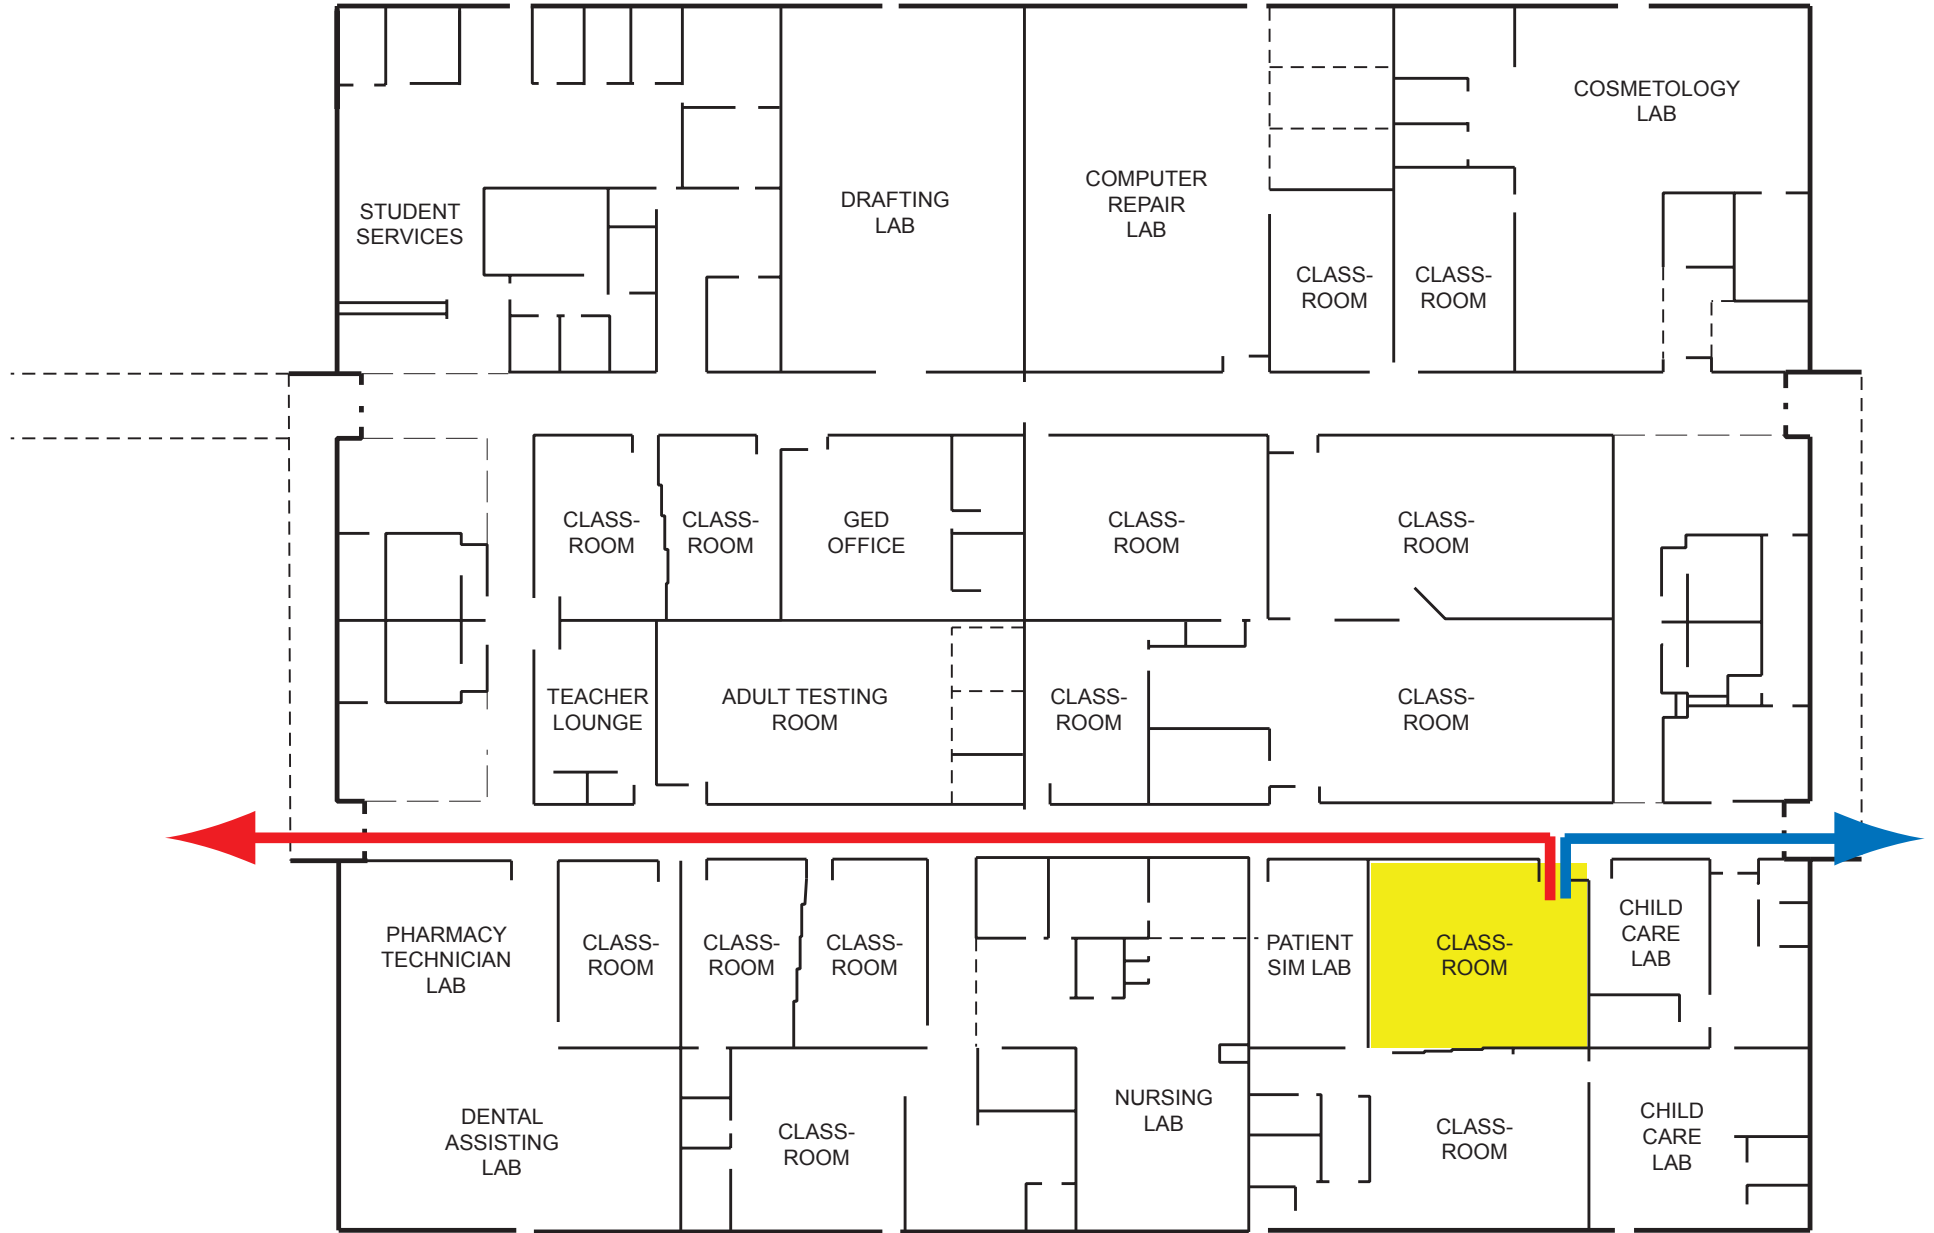 COSMETOLOGY
LAB
STUDENT
SERVICES
DRAFTING
LAB
COMPUTER
REPAIR
LAB
CLASS-
ROOM
CLASS-
ROOM
CLASS-
ROOM
CLASS-
ROOM
GED
OFFICE
CLASS-
ROOM
CLASS-
ROOM
TEACHER
LOUNGE
ADULT TESTING
ROOM
CLASS-
ROOM
CLASS-
ROOM
PHARMACY
TECHNICIAN
LAB
CLASS-
ROOM
CLASS-
ROOM
CLASS-
ROOM
PATIENT
SIM LAB
CLASS-
ROOM
CHILD
CARE
LAB
DENTAL
ASSISTING
LAB
CLASS-
ROOM
NURSING
LAB
CLASS-
ROOM
CHILD
CARE
LAB